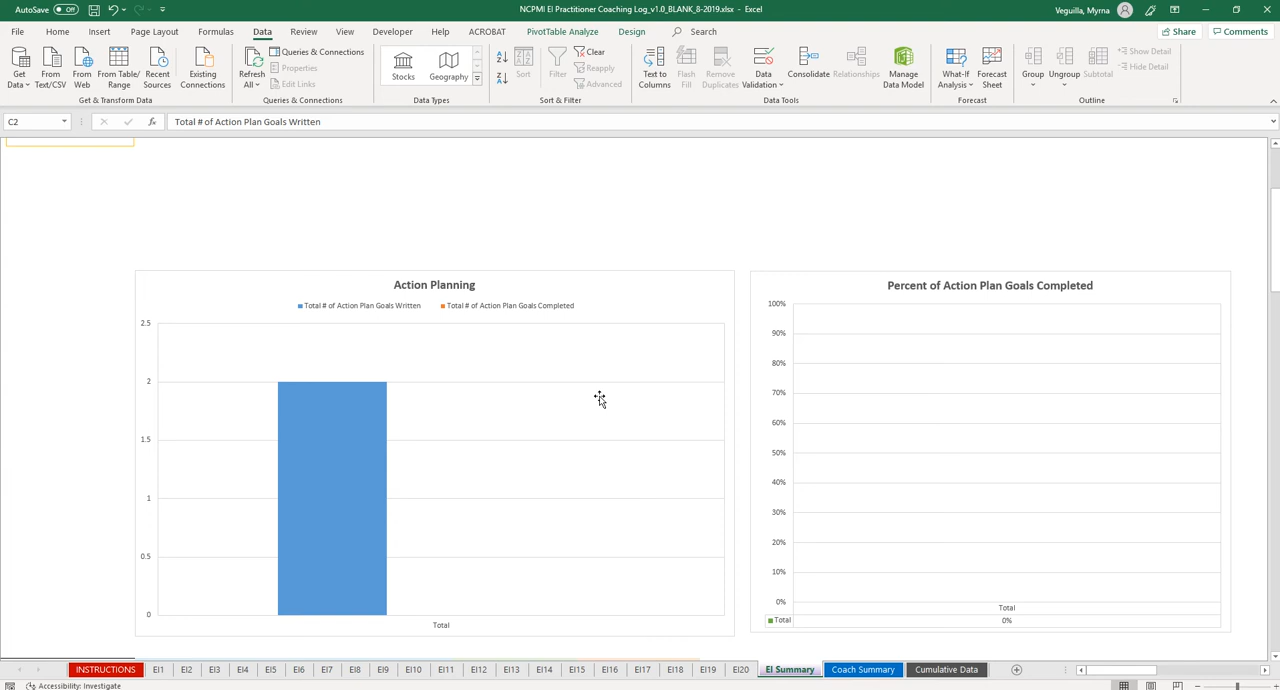 AutoSave Off
NCPMI EI Practitioner Coaching Log_v1.0_BLANK_8-2019.xlsx - Excel
Veguilla, Myrna
File Home Insert Page Layout Formulas Data Review View Developer Help ACROBAT PivotTable Analyze Design Search
Share Comments
Get Data
From Text/CSV
From Web
From Table/ Range
Recent Sources
Existing Connections
Get & Transform Data
Refresh All
Queries & Connections
Properties
Edit Links
Queries & Connections
Stocks
Geography
Data Types
Sort
Filter
Clear
Reapply
Advanced
Sort & Filter
Text to Columns
Flash Fill
Remove Duplicates
Data Validation
Consolidate
Relationships
Manage Data Model
Data Tools
What-If Analysis
Forecast Sheet
Forecast
Group
Ungroup
Subtotal
Show Detail
Hide Detail
Outline
C2
fx
Total # of Action Plan Goals Written
Action Planning
Total # of Action Plan Goals Written Total # of Action Plan Goals Completed
2.5
2
1.5
1
0.5
0
Total
Percent of Action Plan Goals Completed
100%
90%
80%
70%
60%
50%
40%
30%
20%
10%
0%
Total
Total 0%
INSTRUCTIONS EI1 EI2 EI3 EI4 EI5 EI6 EI7 EI8 EI9 EI10 EI11 EI12 EI13 EI14 EI15 EI16 EI17 EI18 EI19 EI20 EI Summary Coach Summary Cumulative Data
Accessibility: Investigate